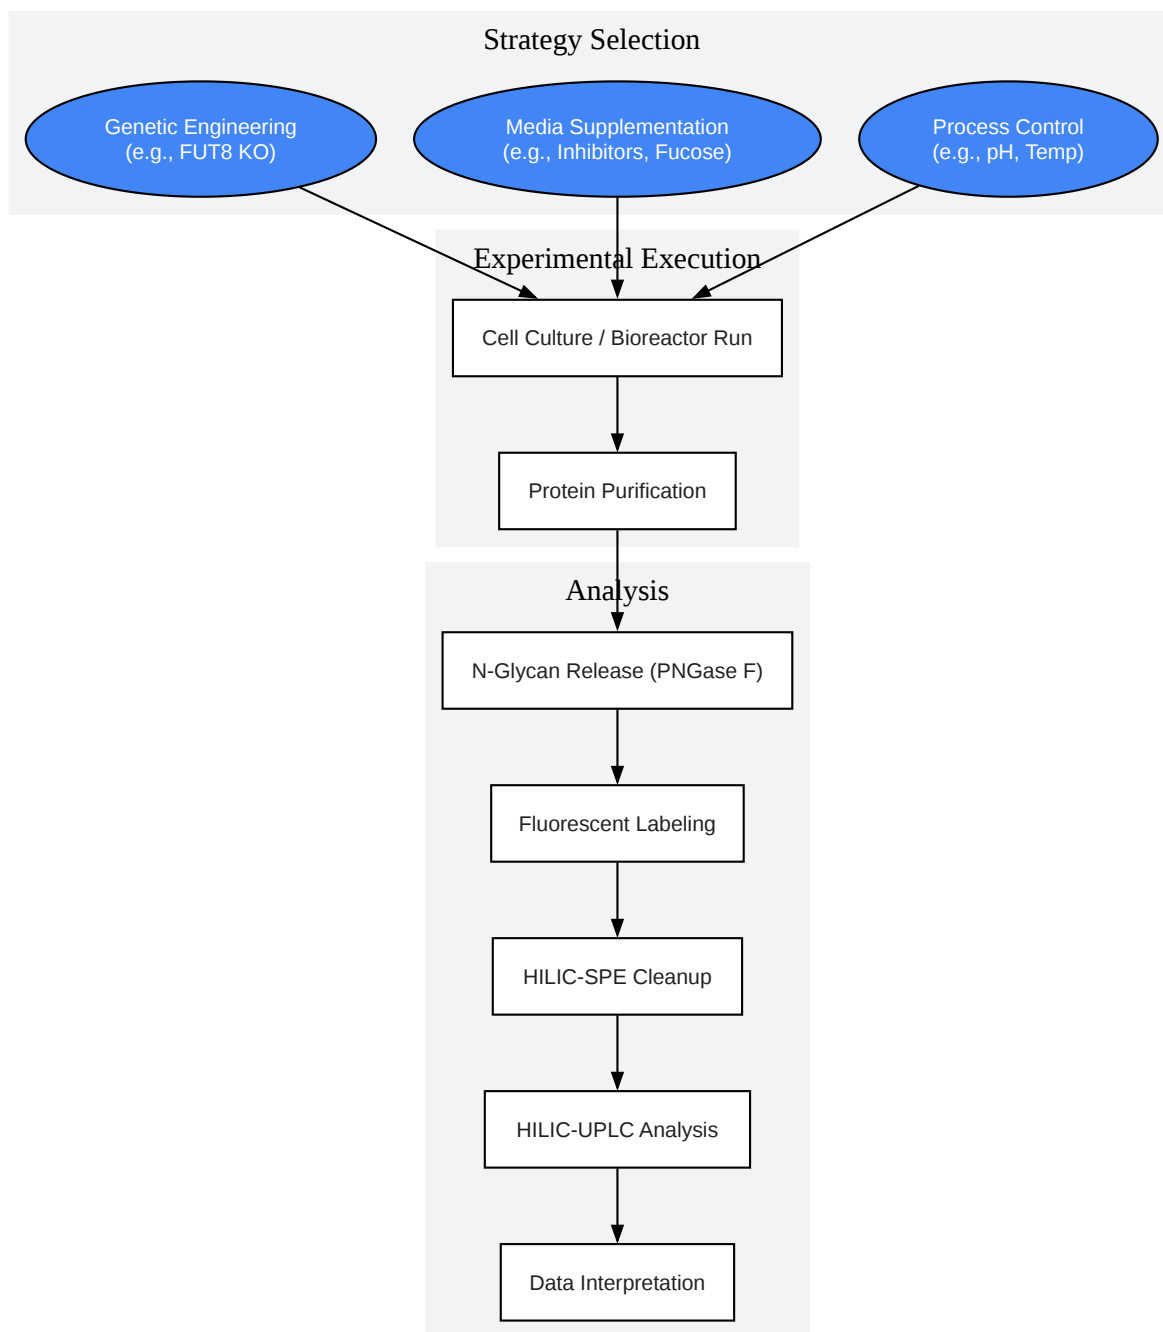 Strategy Selection
Genetic Engineering
(e.g., FUT8 KO)
Media Supplementation
(e.g., Inhibitors, Fucose)
Process Control
(e.g., pH, Temp)
Experimental Execution
Cell Culture / Bioreactor Run
Protein Purification
Analysis
N-Glycan Release (PNGase F)
Fluorescent Labeling
HILIC-SPE Cleanup
HILIC-UPLC Analysis
Data Interpretation